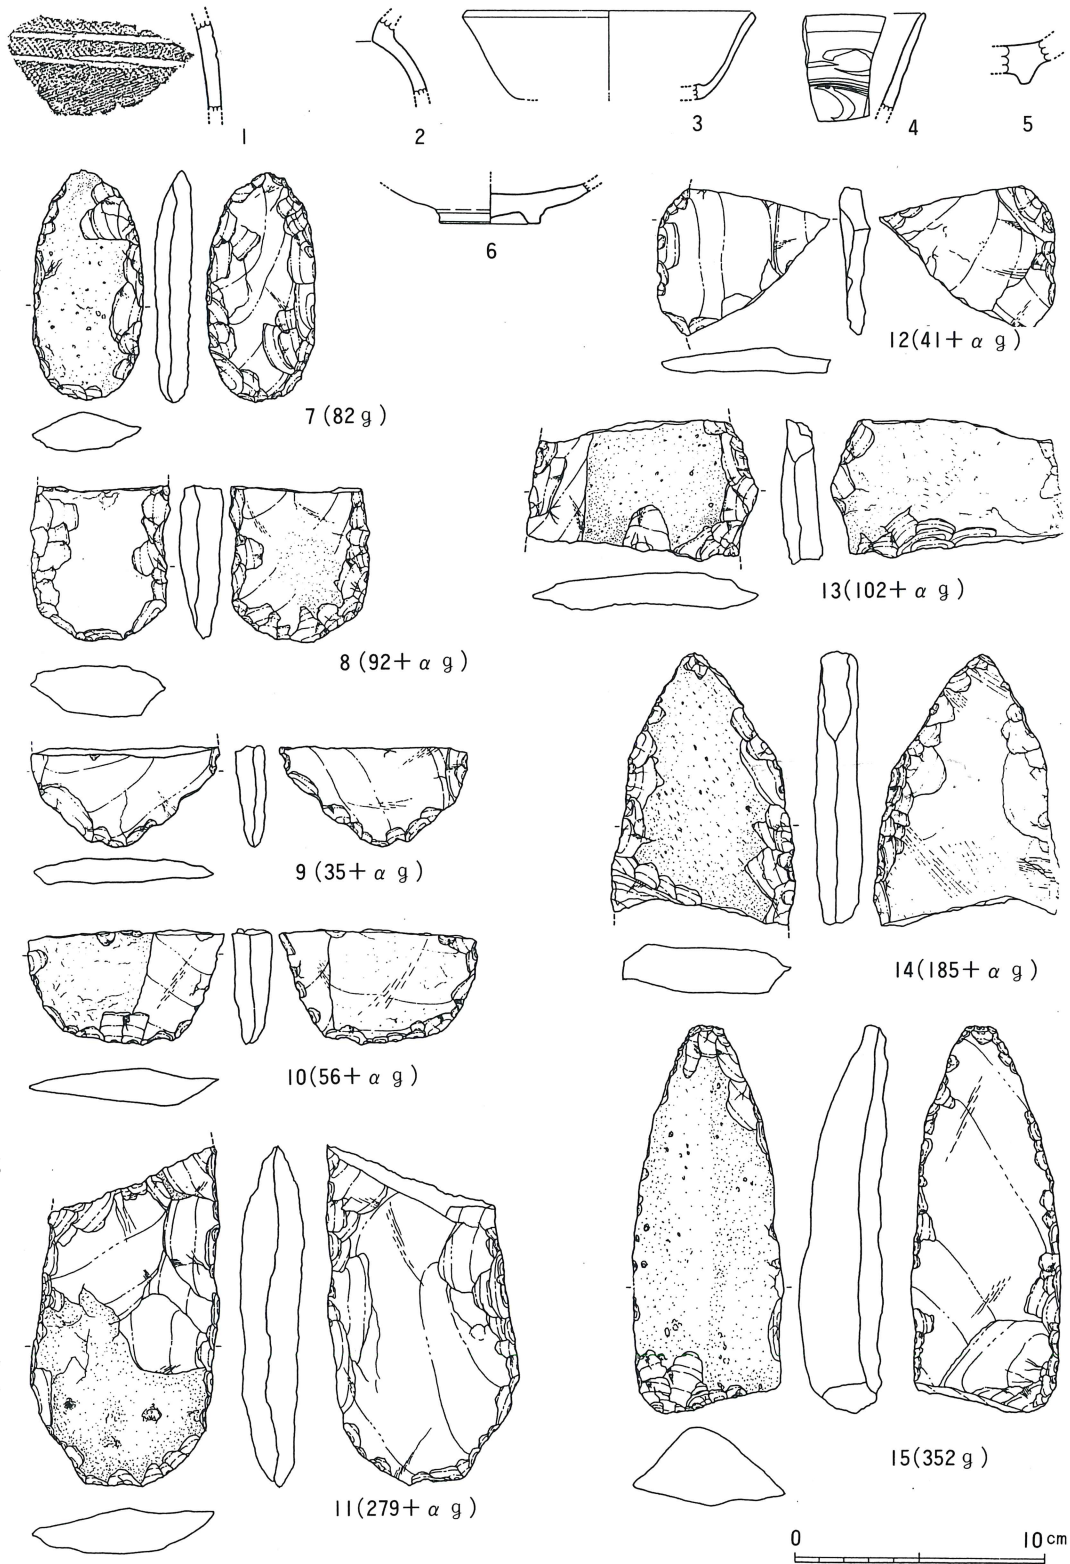 1
2
3
4
5
6
7 (82 g)
12(41+ α g)
13(102+ α g)
8 (92+ α g)
9 (35+ α g)
14(185+ α g)
10(56+ α g)
15(352 g)
11(279+ α g)
0 10 cm